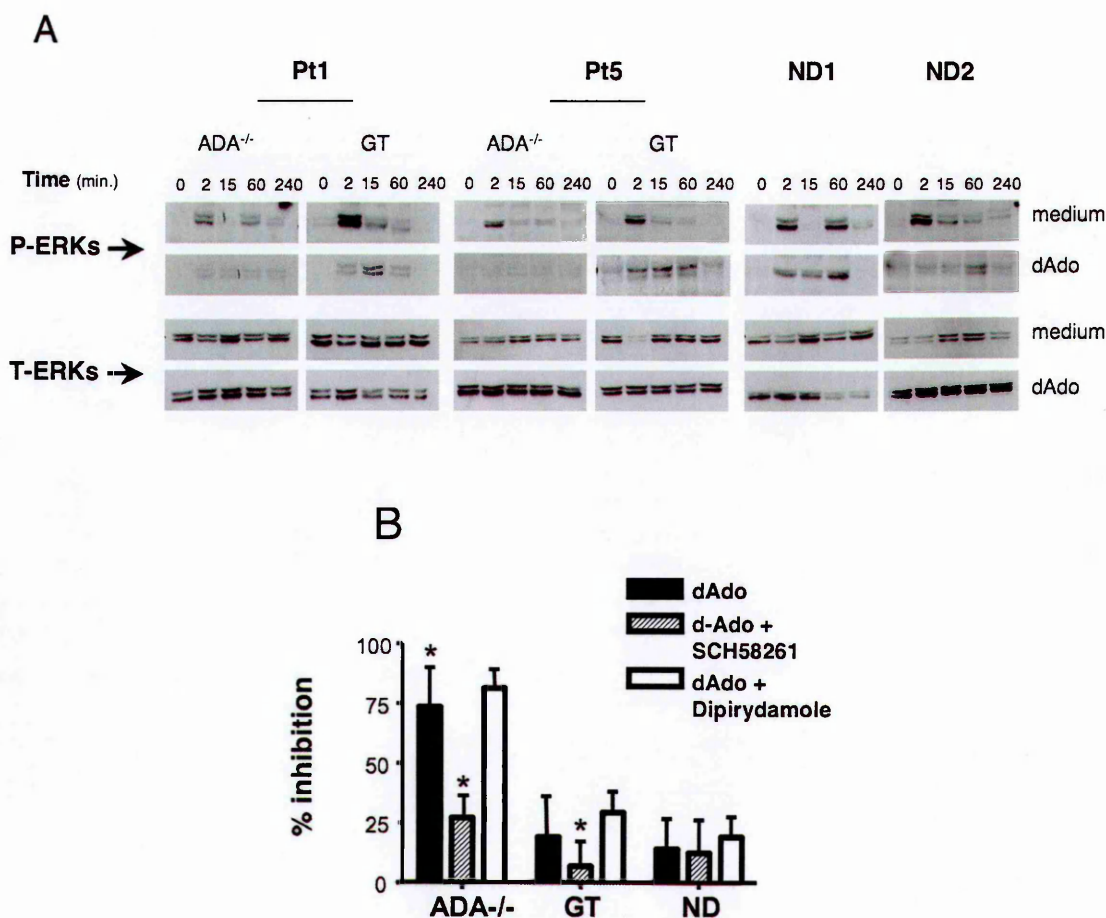 A
Pt1 Pt5 ND1 ND2
ADA-/- GT ADA-/- GT
Time (min.) 0 2 15 60 240 0 2 15 60 240 0 2 15 60 240 0 2 15 60 240 0 2 15 60 240 0 2 15 60 240
medium
P-ERKs
dAdo
medium
T-ERKs
dAdo
B
dAdo
d-Ado +
SCH58261
dAdo +
Dipirydamole
% inhibition
100
75
50
25
0
* * *
ADA-/- GT ND